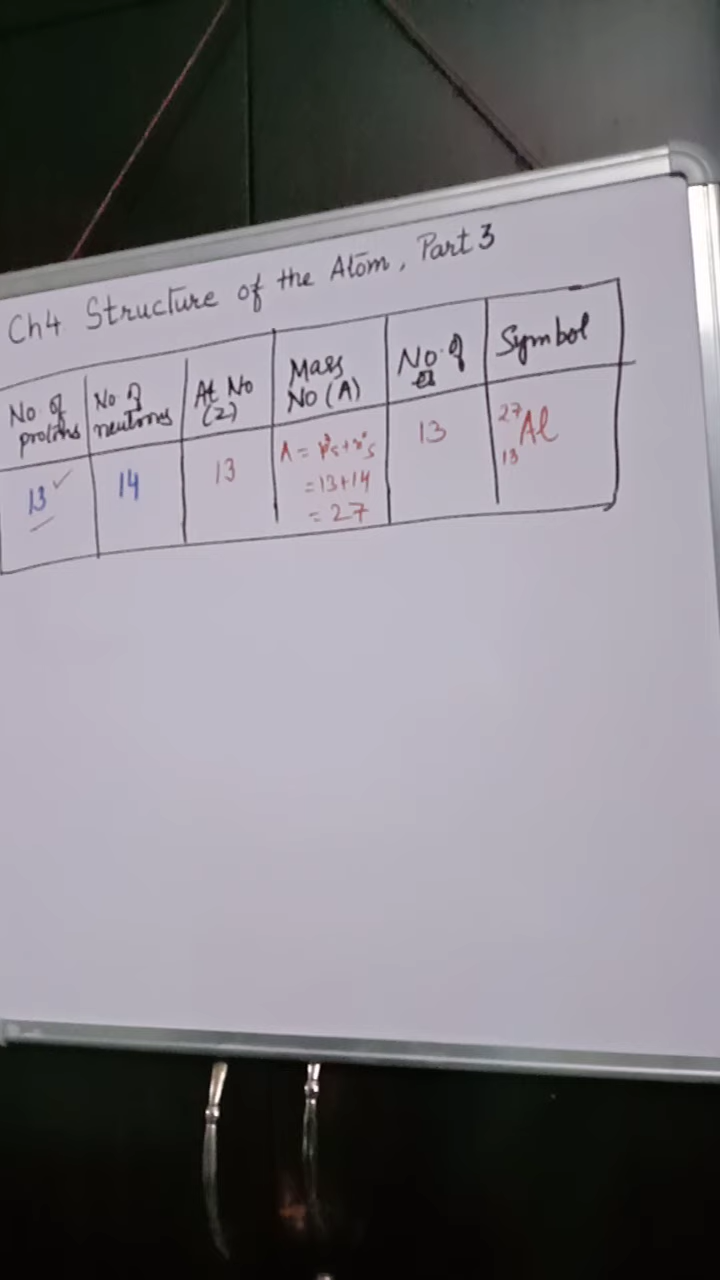 Ch4 Structure of the Atom, Part 3
No of protons
No. of neutrons
At No (Z)
Mass No (A)
No. of
Symbol
13
14
13
A = p's + n's
= 13+14
= 27
13
27
13 Al